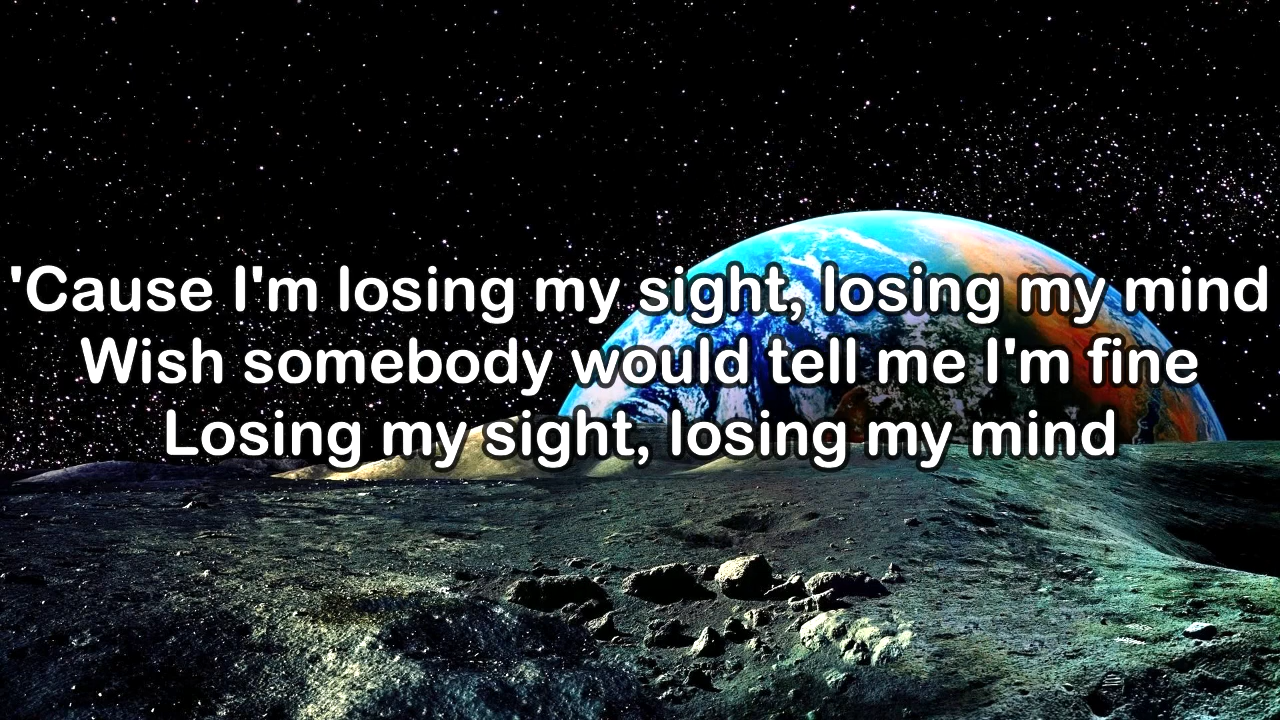 'Cause I'm losing my sight, losing my mind
Wish somebody would tell me I'm fine
Losing my sight, losing my mind